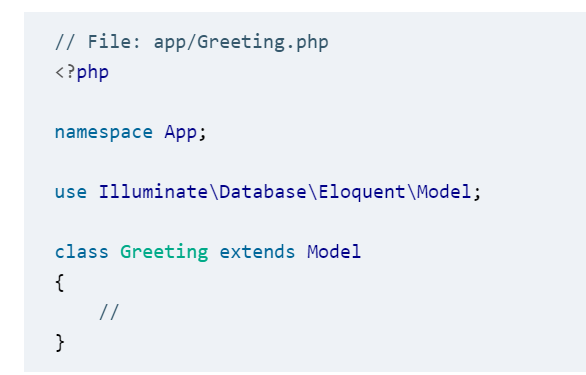 // File: app/Greeting.php
<?php
namespace App;
use Illuminate\Database\Eloquent\Model;
class Greeting extends Model
{
    //
}